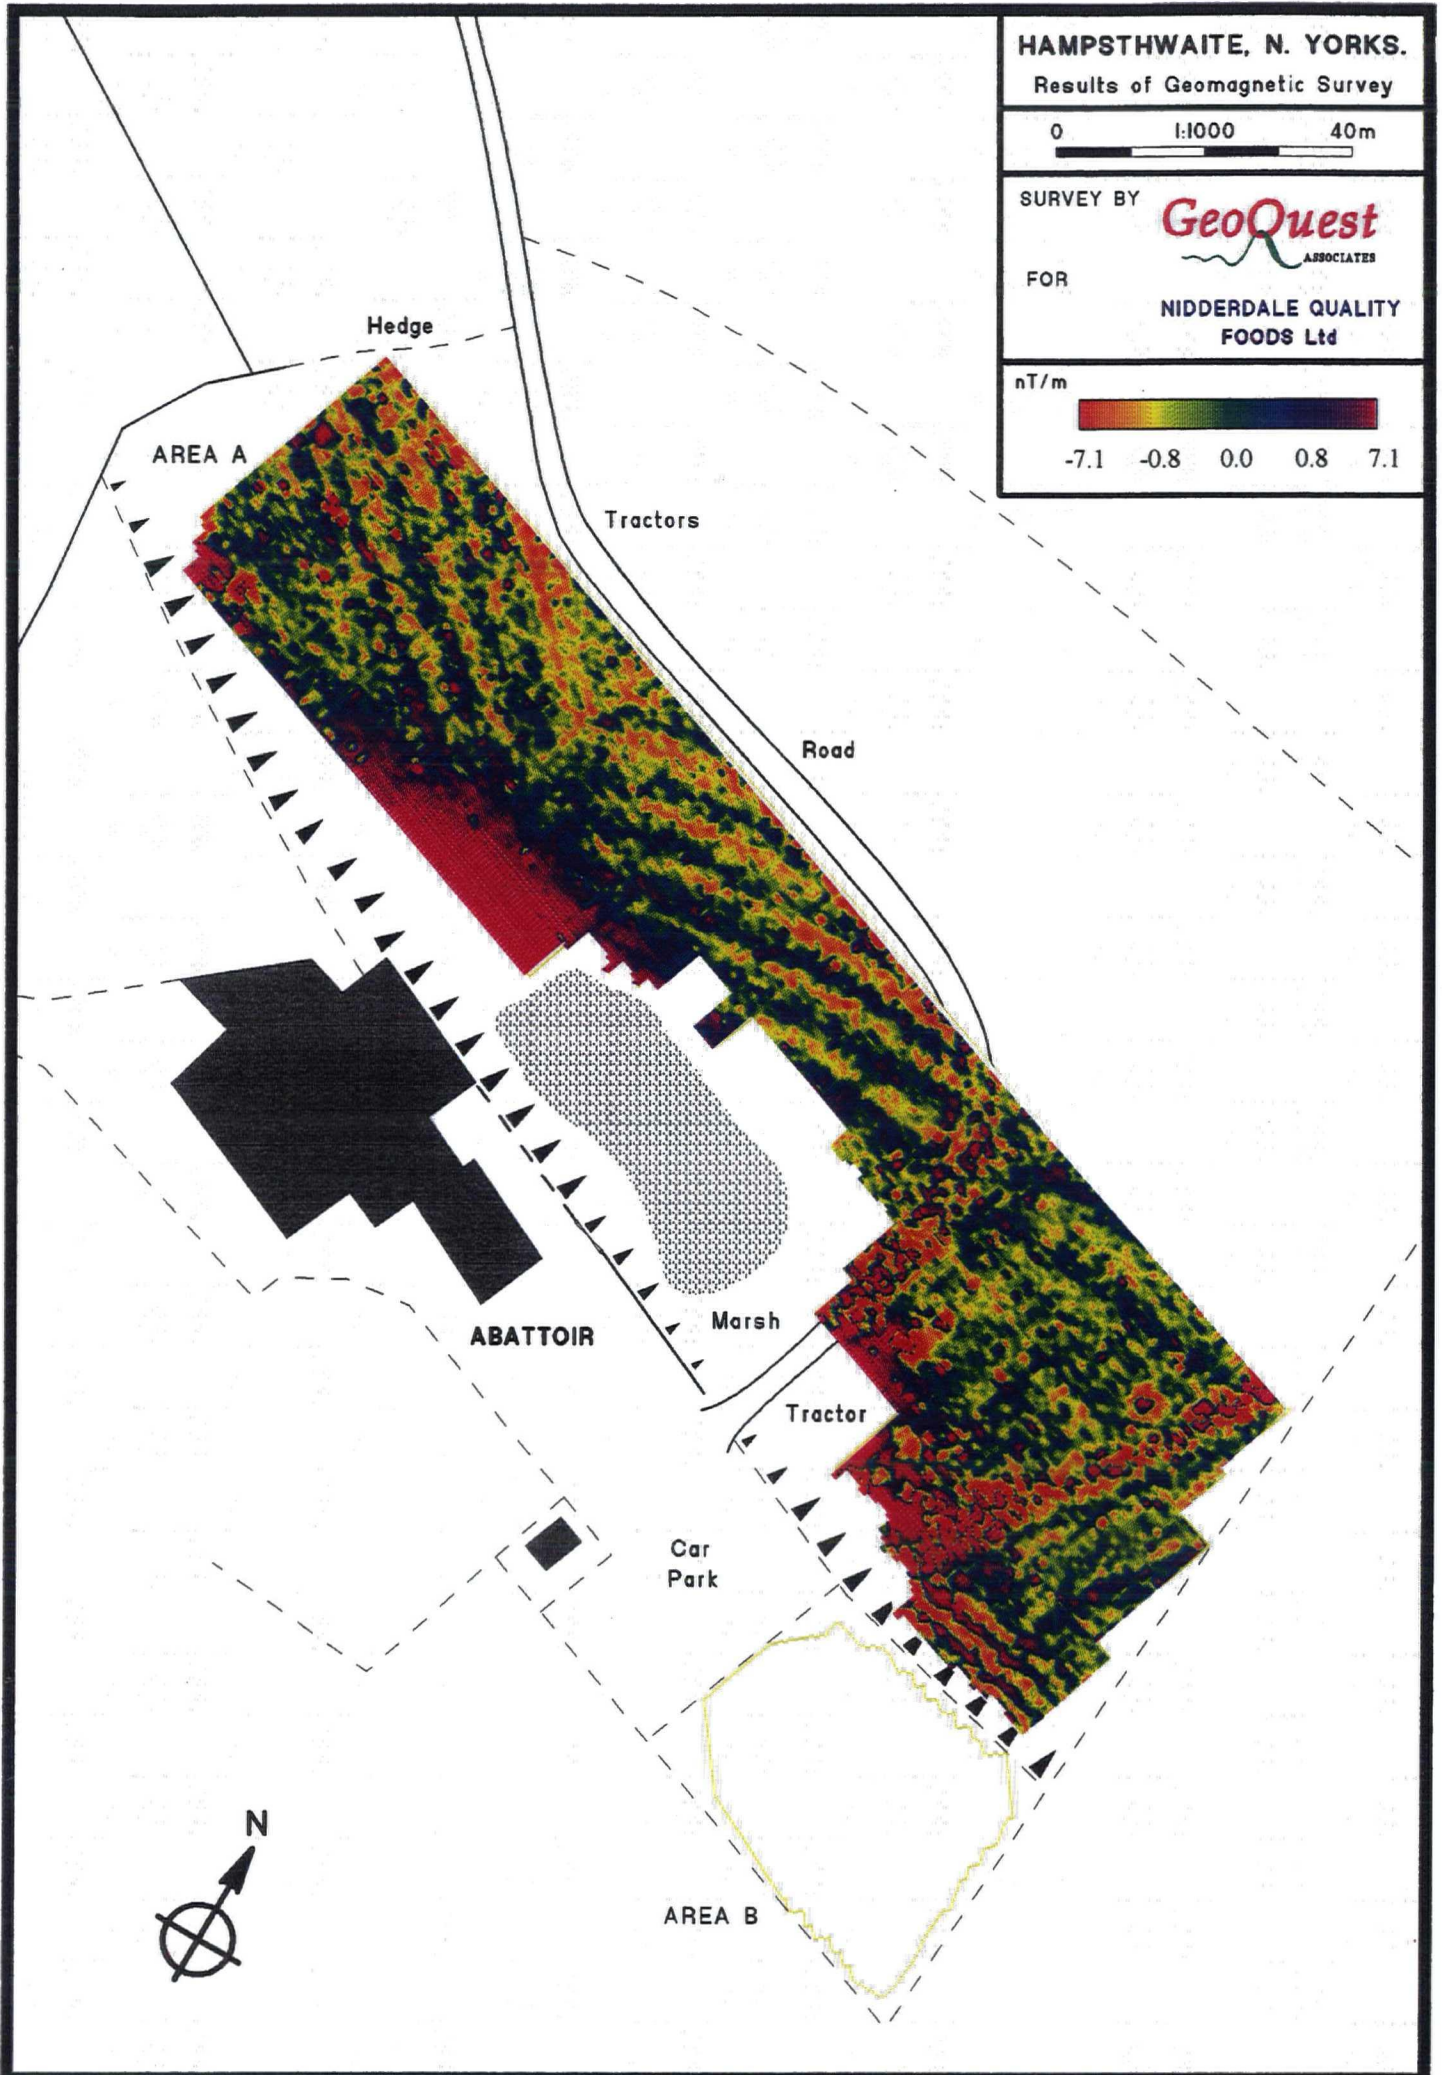 HAMPSTHWAITE, N. YORKS.
Results of Geomagnetic Survey
0 1:1000 40m
SURVEY BY
GeoQuest
ASSOCIATES
FOR
NIDDERDALE QUALITY
FOODS Ltd
nT/m
-7.1 -0.8 0.0 0.8 7.1
Hedge
AREA A
Tractors
Road
Marsh
ABATTOIR
Tractor
Car
Park
N
AREA B